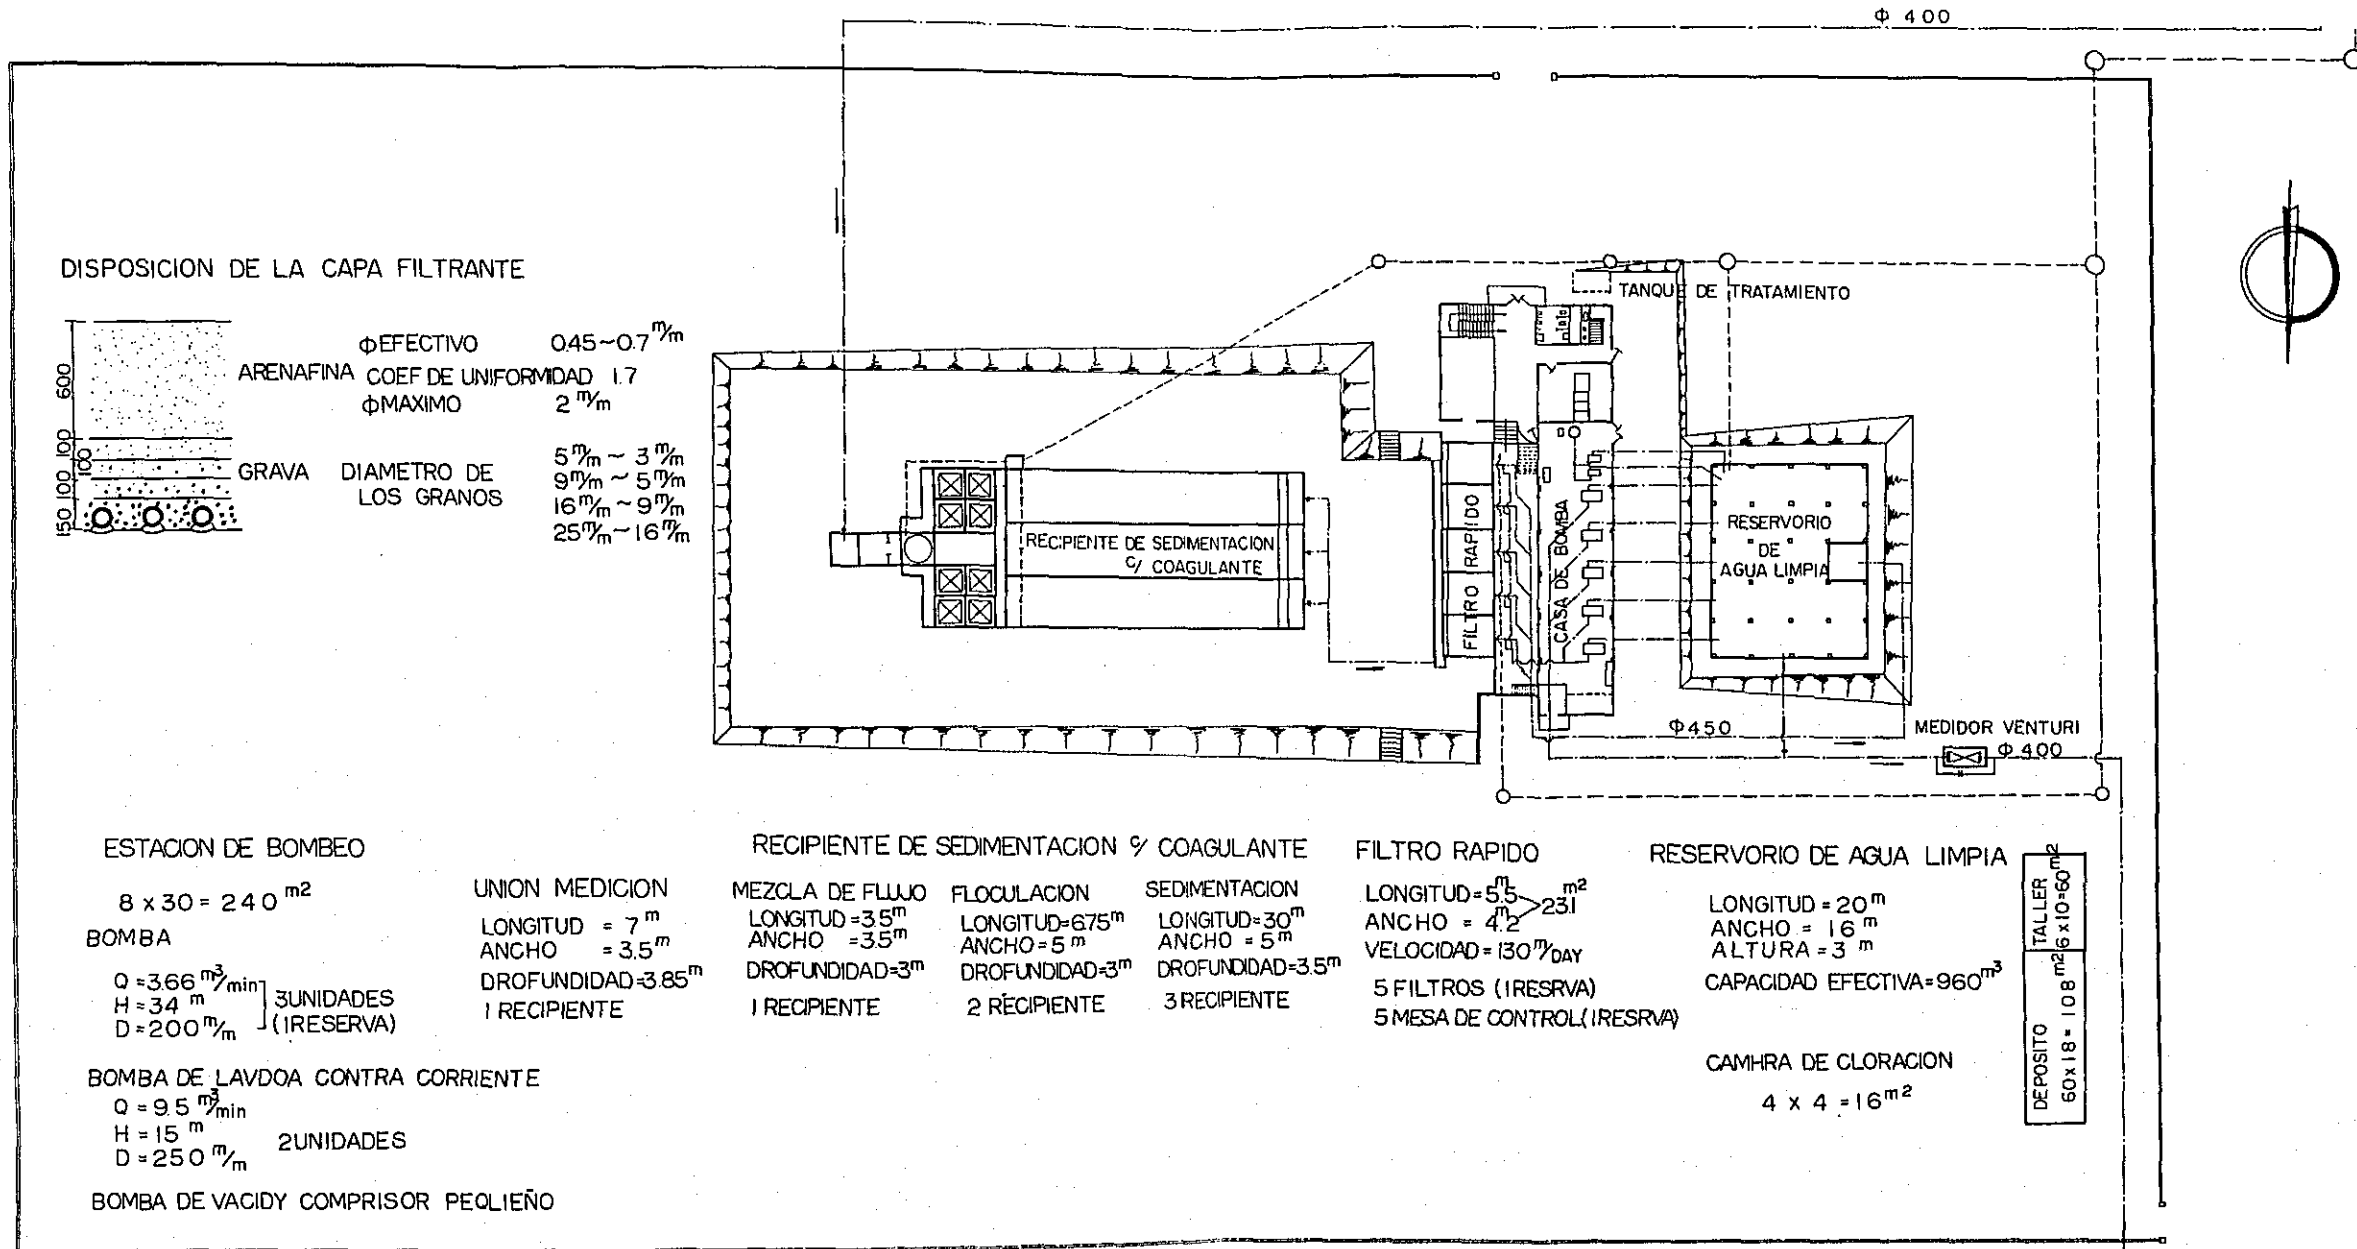 Φ 400
DISPOSICION DE LA CAPA FILTRANTE
600
100
100
100
150
ARENAFINA
ΦEFECTIVO 0.45~0.7 m/m
COEF DE UNIFORMIDAD 1.7
ΦMAXIMO 2 m/m
GRAVA
DIAMETRO DE
LOS GRANOS
5 m/m ~ 3 m/m
9 m/m ~ 5 m/m
16 m/m ~ 9 m/m
25 m/m ~ 16 m/m
TANQUE DE TRATAMIENTO
RECIPIENTE DE SEDIMENTACION
C/ COAGULANTE
FILTRO RAPIDO
CASA DE BOMBA
RESERVORIO
DE
AGUA LIMPIA
Φ450
MEDIDOR VENTURI
Φ 400
ESTACION DE BOMBEO
8 x 30 = 240 m2
BOMBA
Q = 3.66 m3/min
H = 34 m
D = 200 m/m
3UNIDADES
(1RESERVA)
BOMBA DE LAVDOA CONTRA CORRIENTE
Q = 9.5 m3/min
H = 15 m
D = 250 m/m
2UNIDADES
BOMBA DE VACIDY COMPRISOR PEQLIEÑO
UNION MEDICION
LONGITUD = 7 m
ANCHO = 3.5 m
DROFUNDIDAD=3.85 m
1 RECIPIENTE
RECIPIENTE DE SEDIMENTACION C/ COAGULANTE
MEZCLA DE FLUJO
LONGITUD =3.5 m
ANCHO =3.5 m
DROFUNDIDAD=3 m
1 RECIPIENTE
FLOCULACION
LONGITUD=6.75 m
ANCHO=5 m
DROFUNDIDAD=3 m
2 RECIPIENTE
SEDIMENTACION
LONGITUD=30 m
ANCHO = 5 m
DROFUNDIDAD=3.5 m
3 RECIPIENTE
FILTRO RAPIDO
LONGITUD=5.5 m
ANCHO = 4.2 m
23.1 m2
VELOCIDAD=130 m/DAY
5 FILTROS (1RESRVA)
5 MESA DE CONTROL(1RESRVA)
RESERVORIO DE AGUA LIMPIA
LONGITUD = 20 m
ANCHO = 16 m
ALTURA = 3 m
CAPACIDAD EFECTIVA=960 m3
CAMHRA DE CLORACION
4 x 4 = 16 m2
TALLER
6 x 10=60 m2
DEPOSITO
60 x 18 = 108 m2